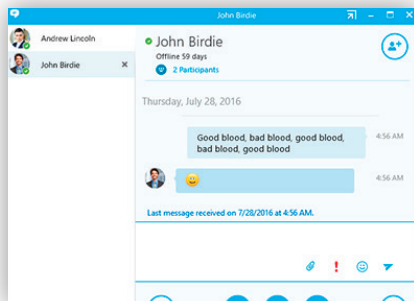 John Birdie
Andrew Lincoln
John Birdie
John Birdie
Offline 59 days
2 Participants
Thursday, July 28, 2016
Good blood, bad blood, good blood,
bad blood, good blood
4:56 AM
4:56 AM
Last message received on 7/28/2016 at 4:56 AM.